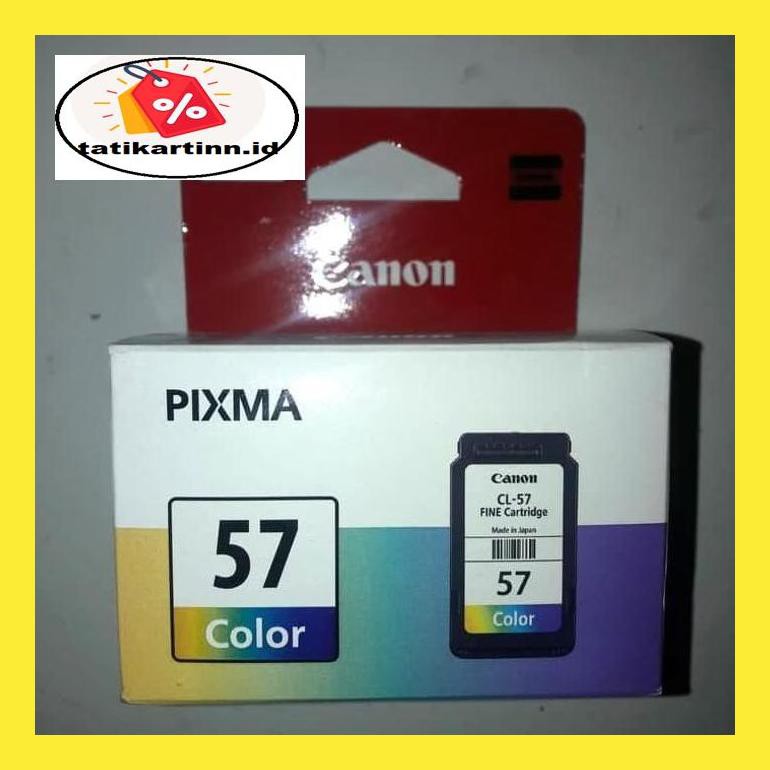 %
tatikartinn.id
Canon
PIXMA
57
Color
Canon
CL-57
FINE Cartridge
Made in Japan
57
Color